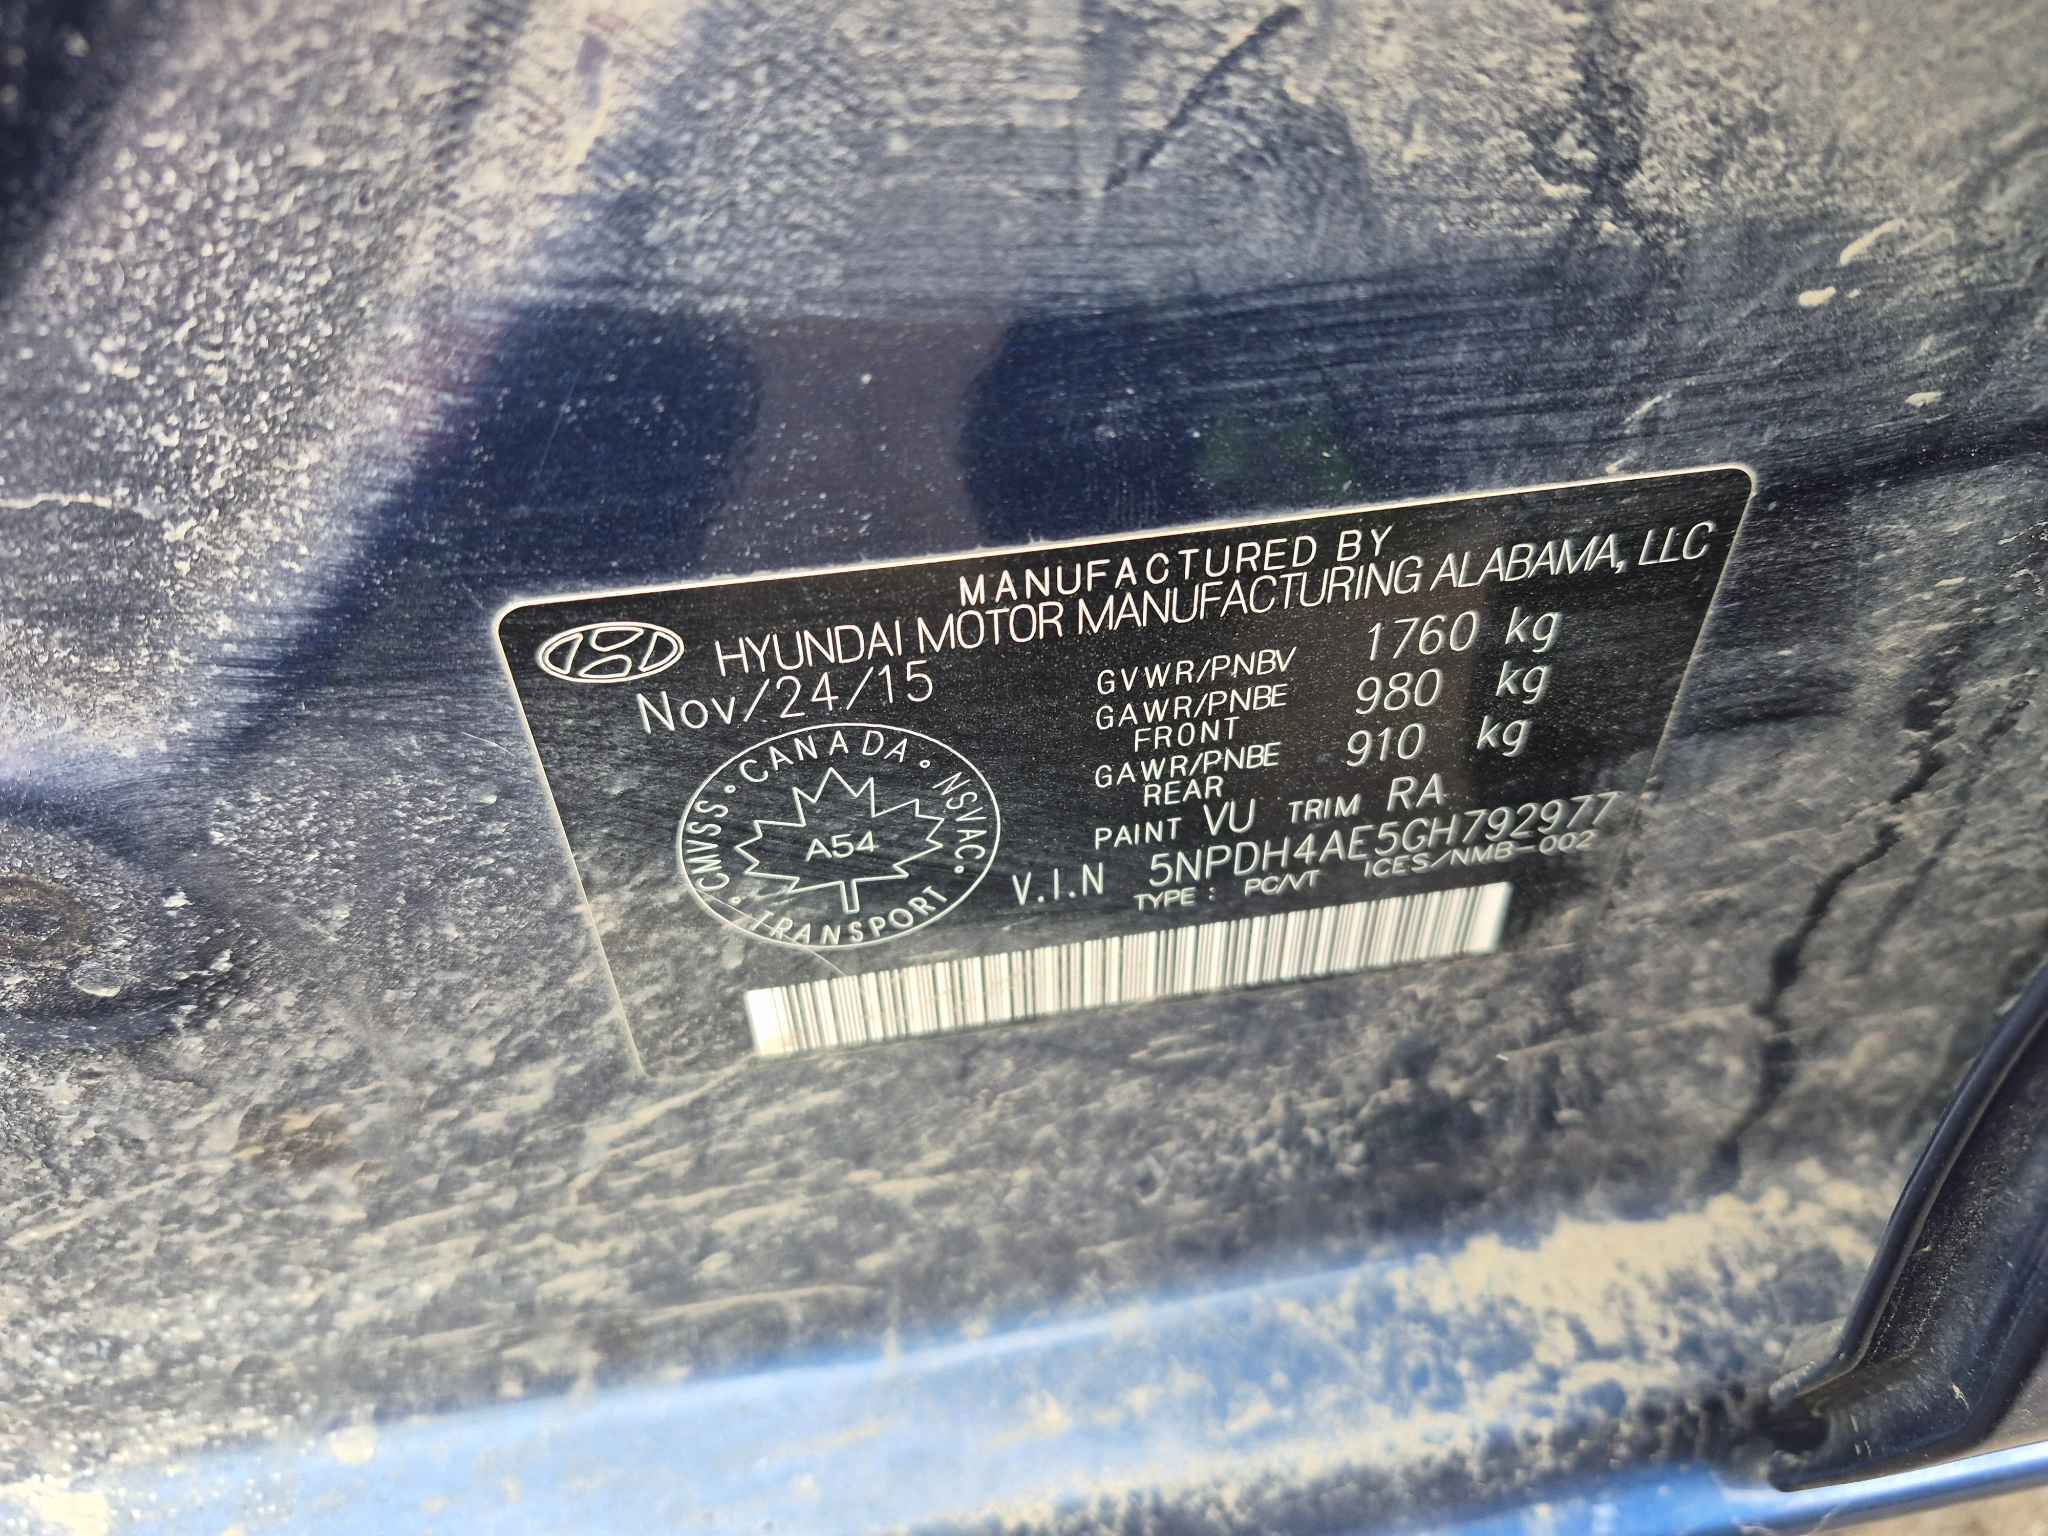 MANUFACTURED BY
HYUNDAI MOTOR MANUFACTURING ALABAMA, LLC
Nov/24/15
GVWR/PNBV 1760 kg
GAWR/PNBE FRONT 980 kg
GAWR/PNBE REAR 910 kg
PAINT VU TRIM RA
V.I.N 5NPDH4AE5GH792977
TYPE : PC/VT ICES/NMB-002
CANADA • NSVAC • TRANSPORT • CMVSS •
A54